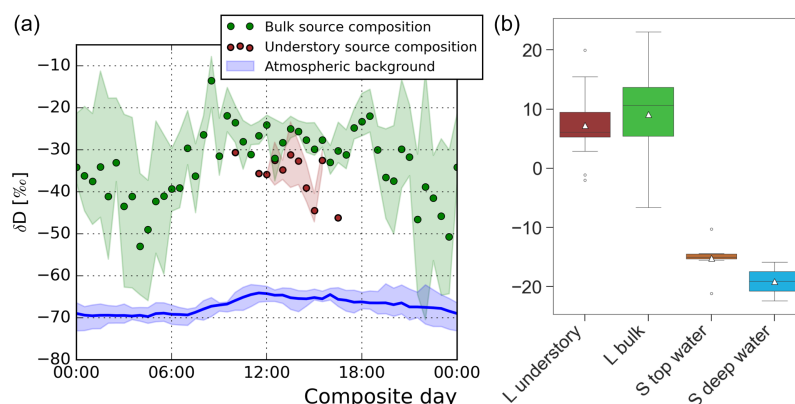 (a)
Bulk source composition
Understory source composition
Atmospheric background
δD [‰]
−10
−20
−30
−40
−50
−60
−70
−80
00:00 06:00 12:00 18:00 00:00
Composite day
(b)
20
10
0
−10
−20
L understory
L bulk
S top water
S deep water